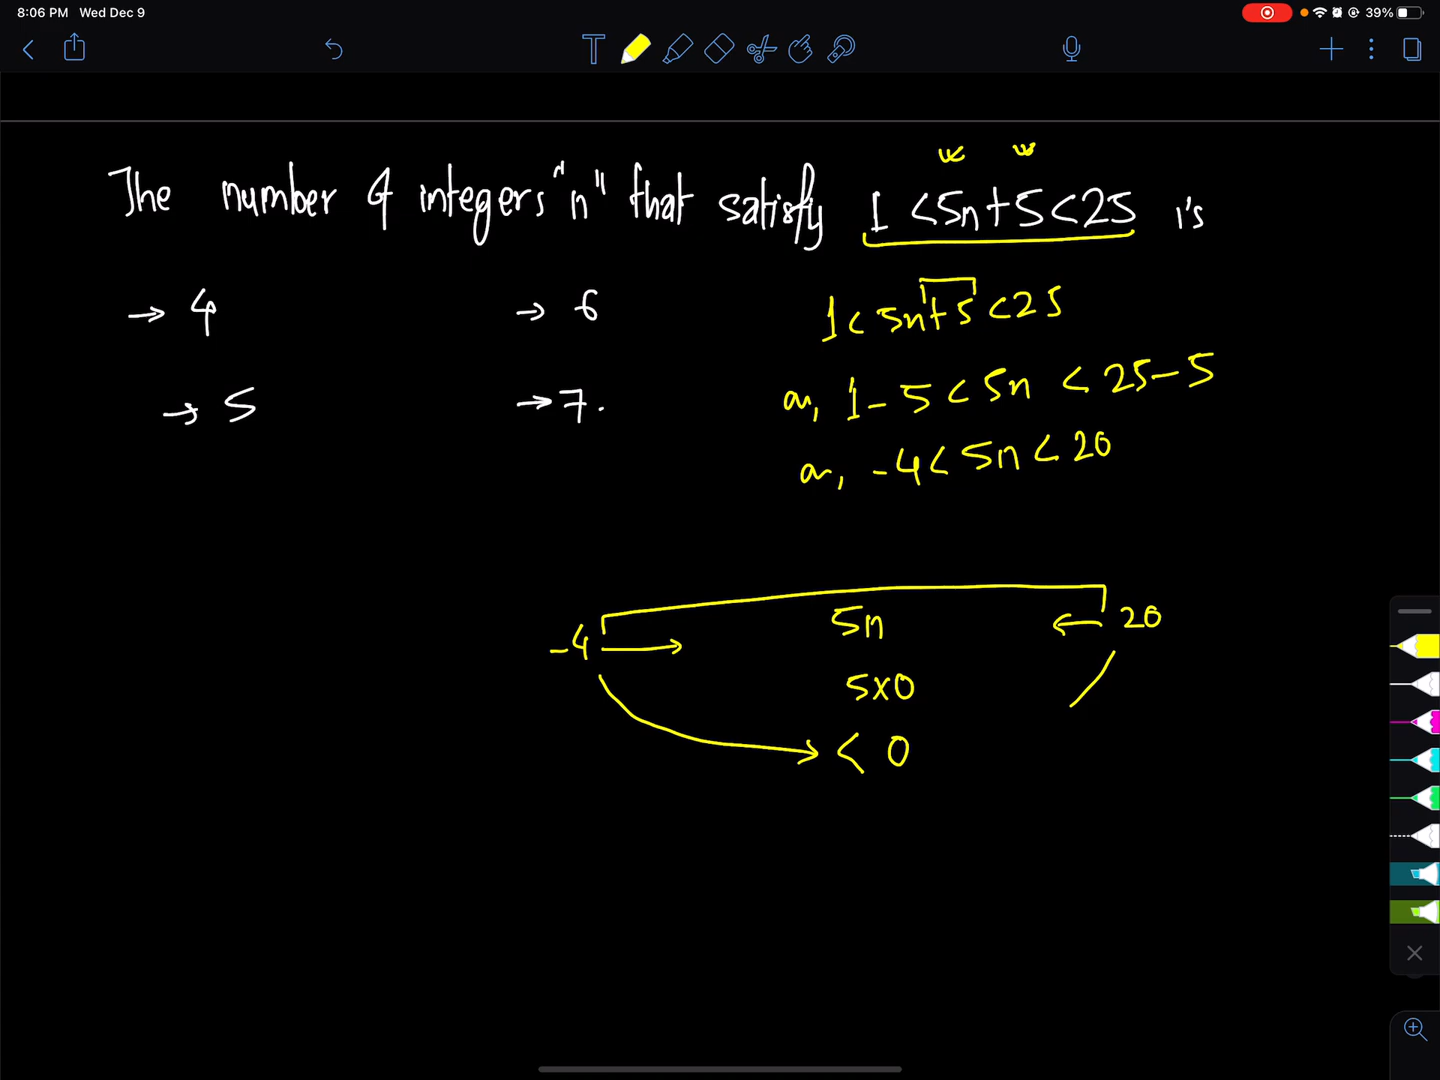 8:06 PM Wed Dec 9
39%
The number of integers "n" that satisfy 1 < 5n + 5 < 25 is
→ 4 → 6
→ 5 → 7.
1 < 5n + 5 < 25
or, 1 - 5 < 5n < 25 - 5
or, -4 < 5n < 20
-4 → 5n ← 20
5×0
< 0